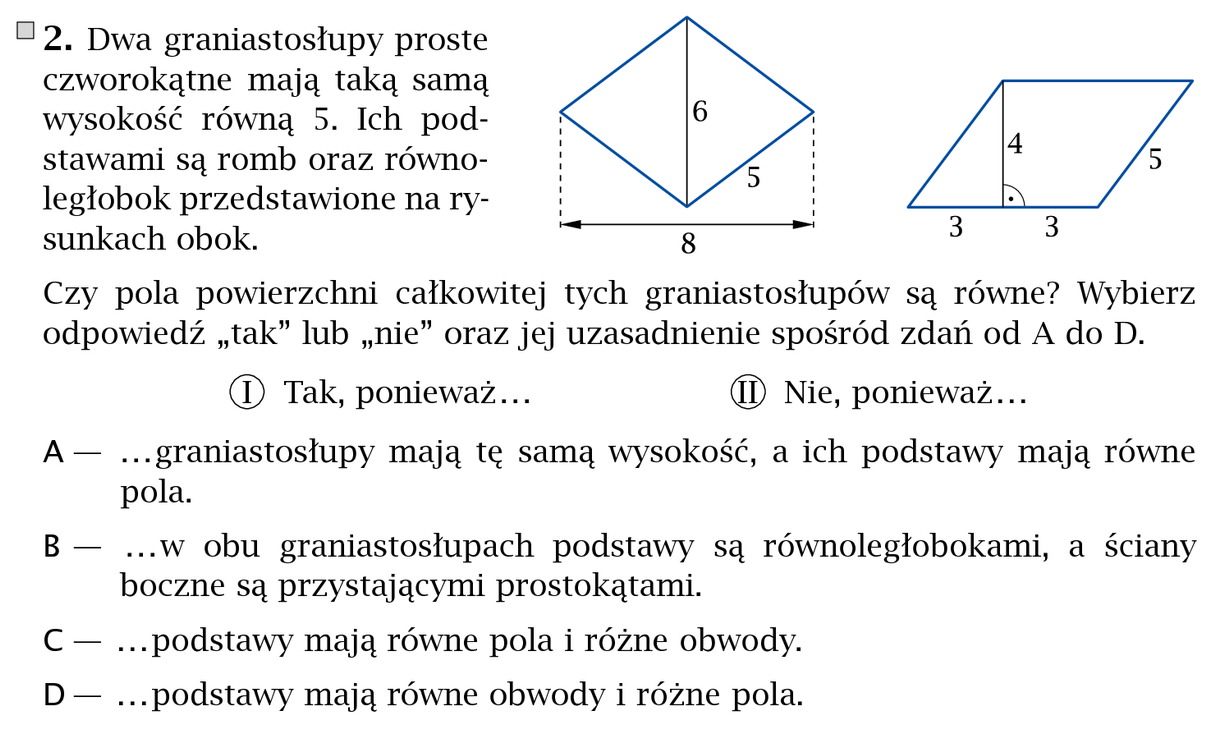 2. Dwa graniastosłupy proste
czworokątne mają taką samą
wysokość równą 5. Ich pod-
stawami są romb oraz równo-
ległobok przedstawione na ry-
sunkach obok.
6
5
8
4
5
3
3
Czy pola powierzchni całkowitej tych graniastosłupów są równe? Wybierz
odpowiedź „tak” lub „nie” oraz jej uzasadnienie spośród zdań od A do D.
I Tak, ponieważ…
II Nie, ponieważ…
A — …graniastosłupy mają tę samą wysokość, a ich podstawy mają równe
pola.
B — …w obu graniastosłupach podstawy są równoległobokami, a ściany
boczne są przystającymi prostokątami.
C — …podstawy mają równe pola i różne obwody.
D — …podstawy mają równe obwody i różne pola.